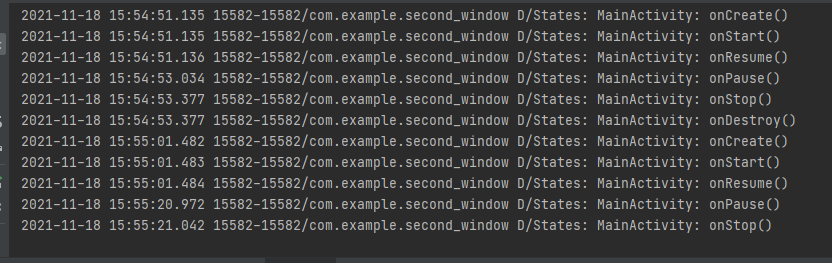 2021-11-18 15:54:51.135 15582-15582/com.example.second_window D/States: MainActivity: onCreate()
2021-11-18 15:54:51.135 15582-15582/com.example.second_window D/States: MainActivity: onStart()
2021-11-18 15:54:51.136 15582-15582/com.example.second_window D/States: MainActivity: onResume()
2021-11-18 15:54:53.034 15582-15582/com.example.second_window D/States: MainActivity: onPause()
2021-11-18 15:54:53.377 15582-15582/com.example.second_window D/States: MainActivity: onStop()
2021-11-18 15:54:53.377 15582-15582/com.example.second_window D/States: MainActivity: onDestroy()
2021-11-18 15:55:01.482 15582-15582/com.example.second_window D/States: MainActivity: onCreate()
2021-11-18 15:55:01.483 15582-15582/com.example.second_window D/States: MainActivity: onStart()
2021-11-18 15:55:01.484 15582-15582/com.example.second_window D/States: MainActivity: onResume()
2021-11-18 15:55:20.972 15582-15582/com.example.second_window D/States: MainActivity: onPause()
2021-11-18 15:55:21.042 15582-15582/com.example.second_window D/States: MainActivity: onStop()